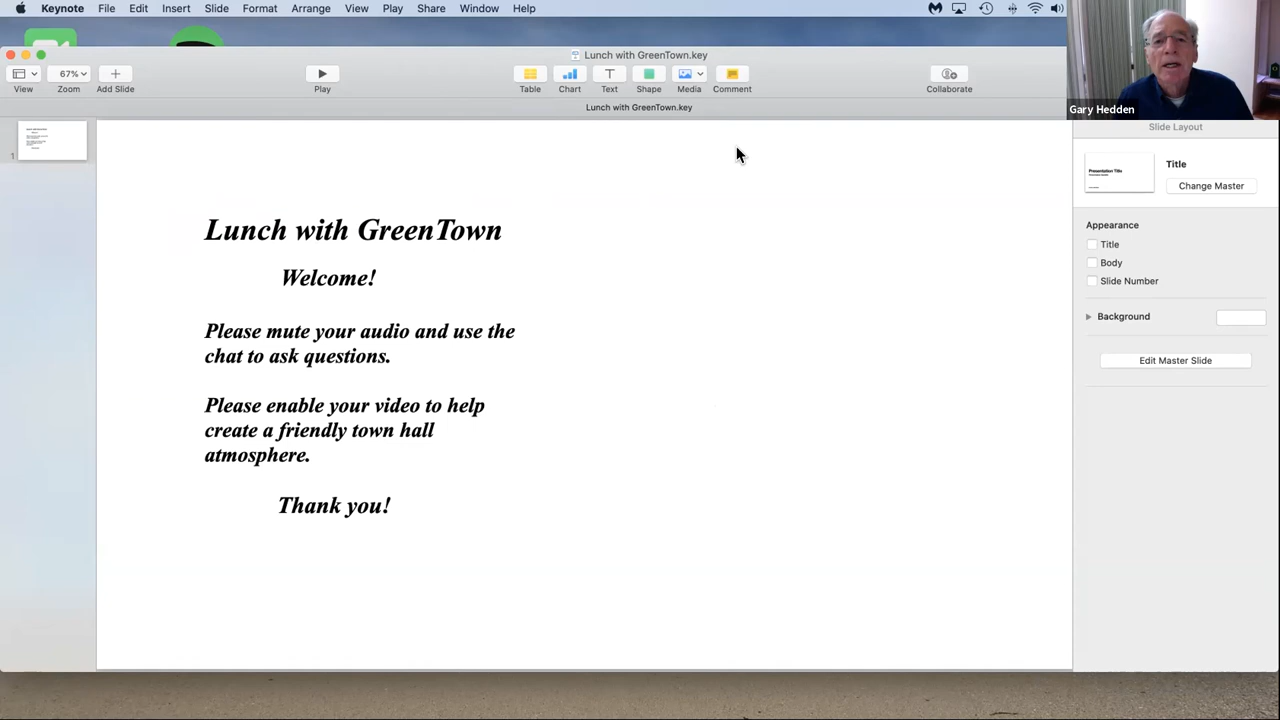 Keynote File Edit Insert Slide Format Arrange View Play Share Window Help
Lunch with GreenTown.key
67%
View Zoom Add Slide Play Table Chart Text Shape Media Comment Collaborate
Lunch with GreenTown.key
Gary Hedden
Slide Layout
1
Title
Change Master
Lunch with GreenTown
Welcome!
Please mute your audio and use the
chat to ask questions.
Please enable your video to help
create a friendly town hall
atmosphere.
Thank you!
Appearance
Title
Body
Slide Number
Background
Edit Master Slide